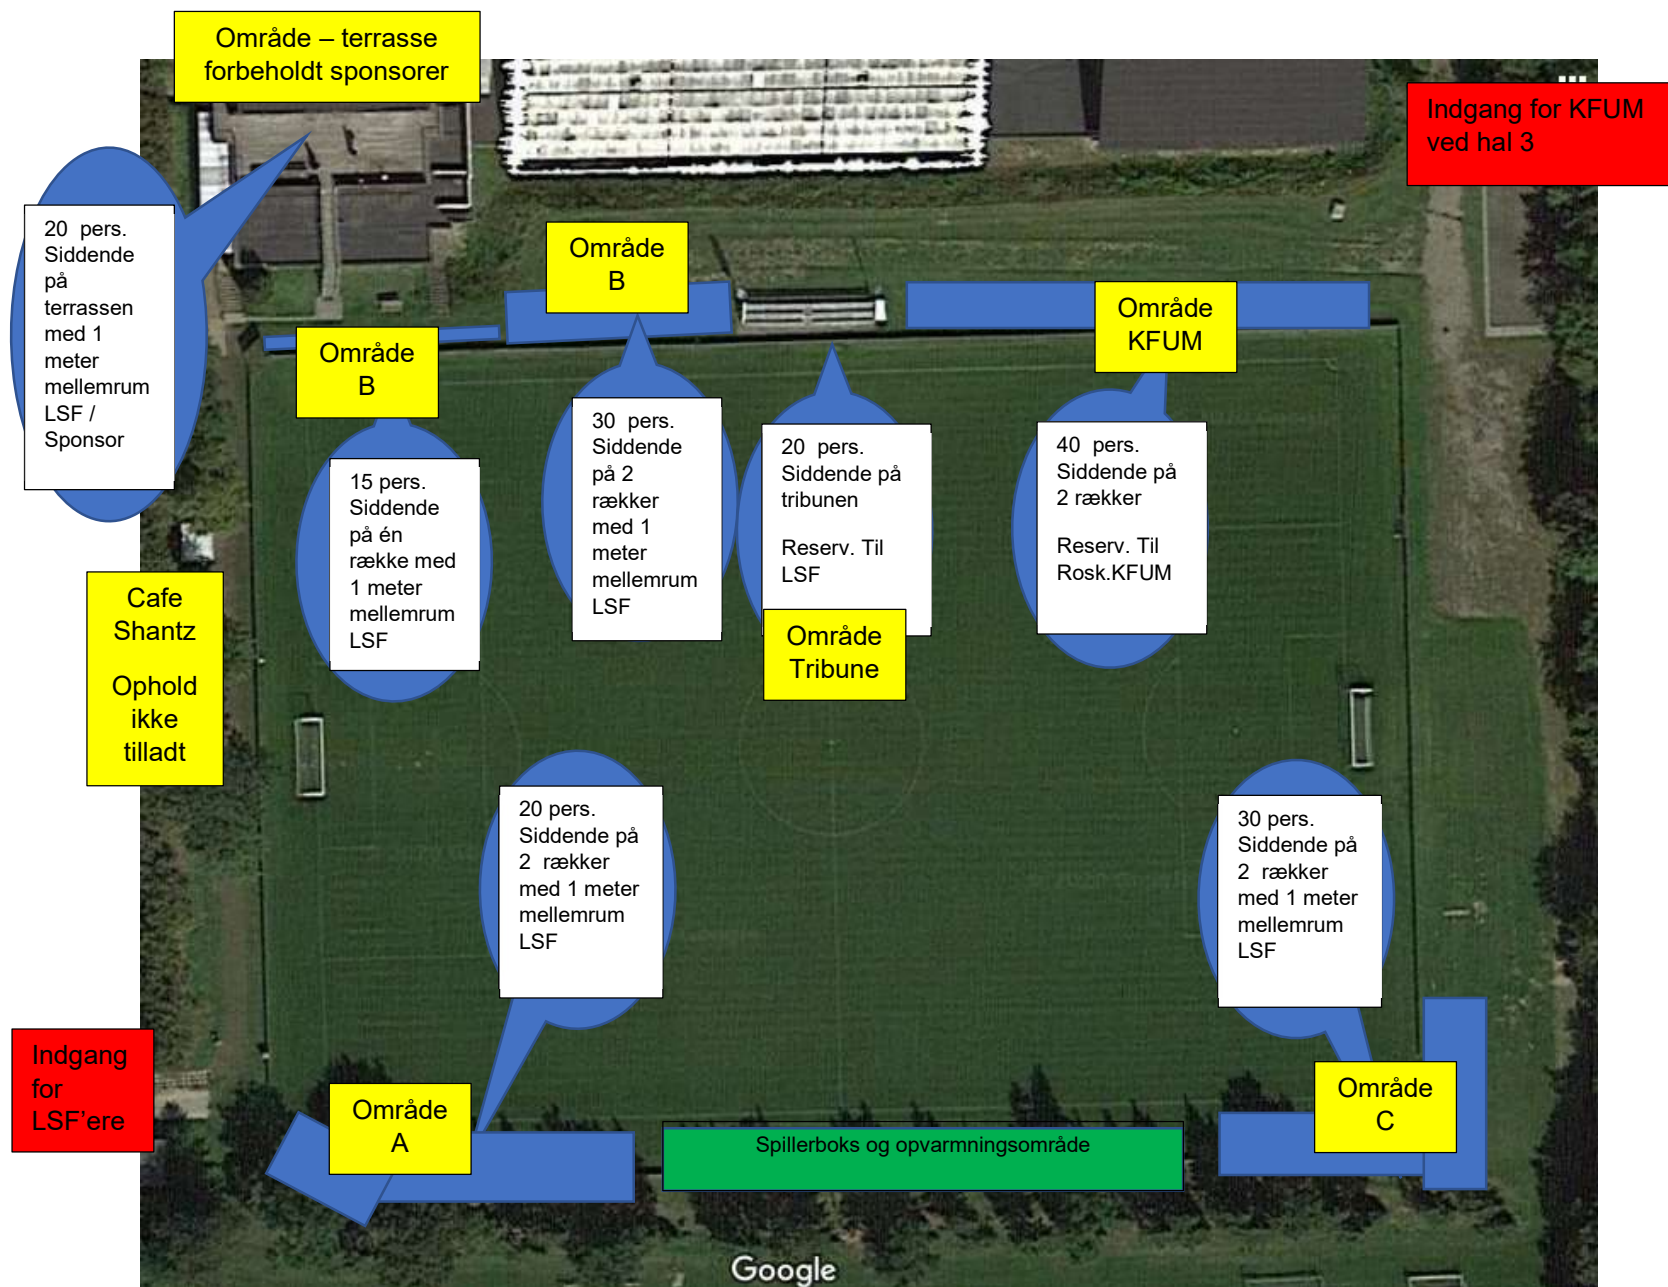 Område – terrasse
forbeholdt sponsorer
Indgang for KFUM
ved hal 3
20  pers.
Siddende
på
terrassen
med 1
meter
mellemrum
LSF /
Sponsor
Område
B
Område
B
Område
KFUM
15 pers.
Siddende
på én
række med
1 meter
mellemrum
LSF
30  pers.
Siddende
på 2
rækker
med 1
meter
mellemrum
LSF
20  pers.
Siddende på
tribunen
Reserv. Til
LSF
Område
Tribune
40  pers.
Siddende på
2 rækker
Reserv. Til
Rosk.KFUM
Cafe
Shantz
Ophold
ikke
tilladt
20 pers.
Siddende på
2  rækker
med 1 meter
mellemrum
LSF
30 pers.
Siddende på
2  rækker
med 1 meter
mellemrum
LSF
Indgang
for
LSF'ere
Område
A
Spillerboks og opvarmningsområde
Område
C
Google